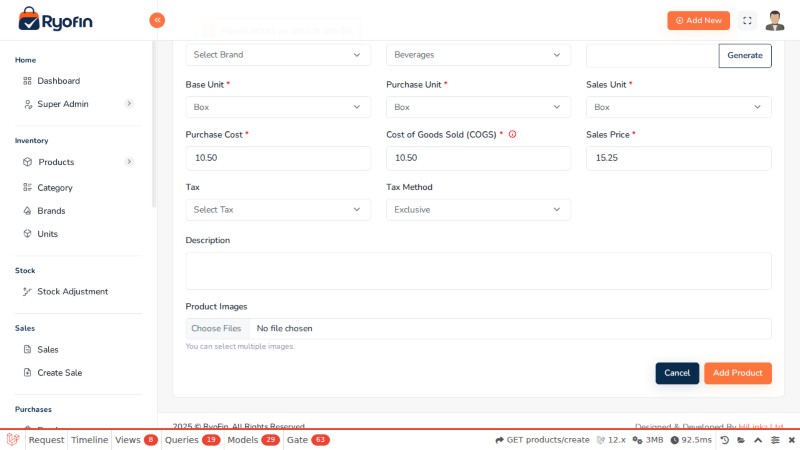 Ryofin
«
Add New
Home
Dashboard
Super Admin
Inventory
Products
Category
Brands
Units
Stock
Stock Adjustment
Sales
Sales
Create Sale
Purchases
Select Brand
Beverages
Generate
Base Unit *
Purchase Unit *
Sales Unit *
Box
Box
Box
Purchase Cost *
Cost of Goods Sold (COGS) *
Sales Price *
10.50
10.50
15.25
Tax
Tax Method
Select Tax
Exclusive
Description
Product Images
Choose Files No file chosen
You can select multiple images.
Cancel
Add Product
2025 © RyoFin. All Rights Reserved
Designed & Developed By
Request Timeline Views 8 Queries 19 Models 29 Gate 63
GET products/create 12.x 3MB 92.5ms